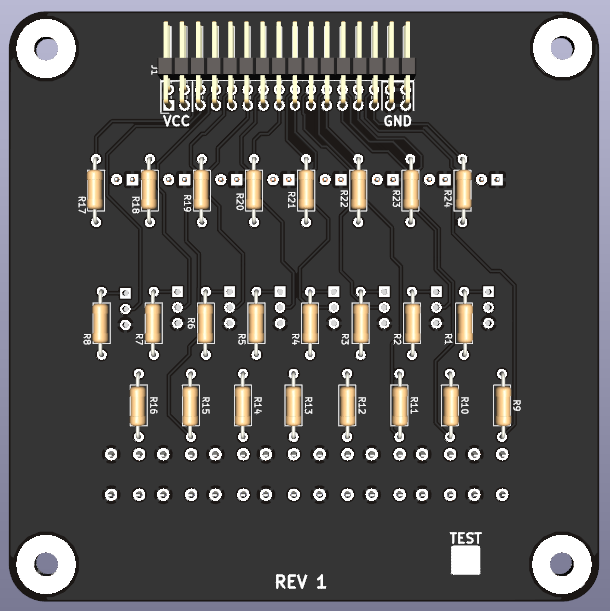 J1
VCC GND
R17 R18 R19 R20 R21 R22 R23 R24
R8 R7 R6 R5 R4 R3 R2 R1
R16 R15 R14 R13 R12 R11 R10 R9
TEST
REV 1